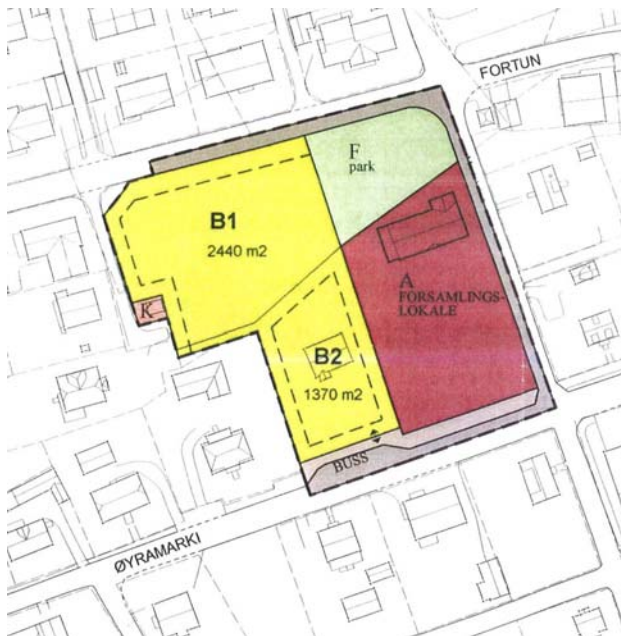 FORTUN
F
park
B1
2440 m2
A
FORSAMLINGS-
LOKALE
K
B2
1370 m2
BUSS
ØYRAMARKI